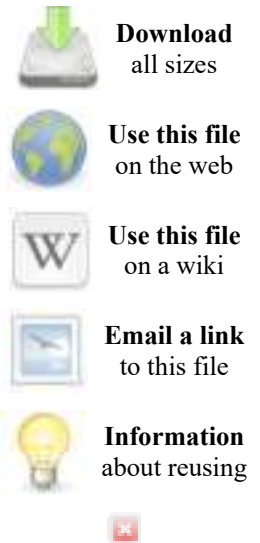 Download
all sizes
Use this file
on the web
W
Use this file
on a wiki
Email a link
to this file
Information
about reusing